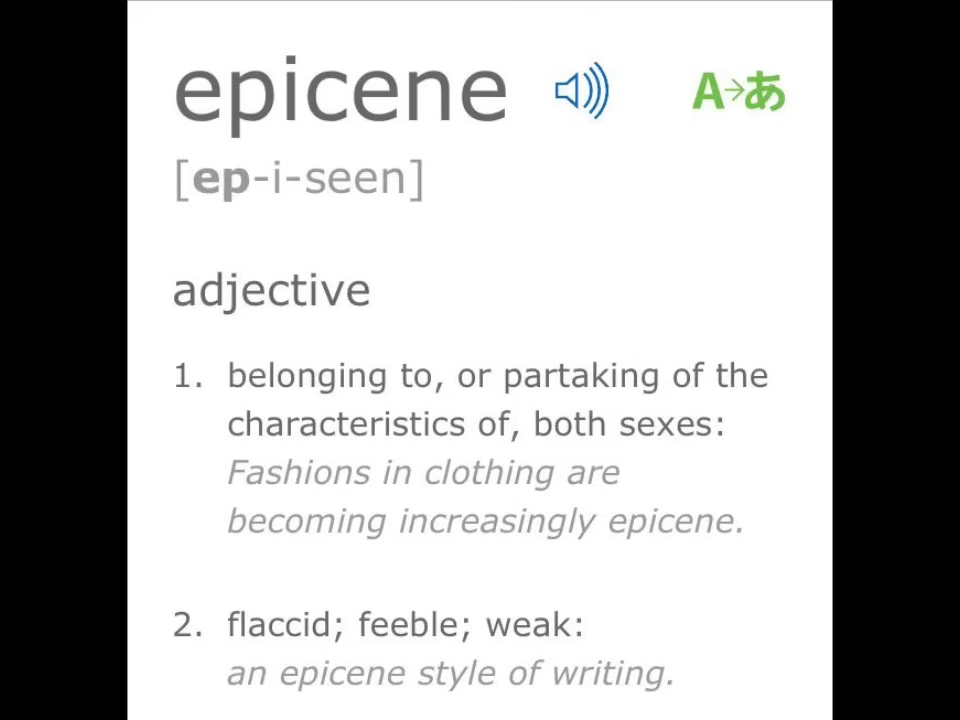 epicene A→あ
[ep-i-seen]
adjective
1. belonging to, or partaking of the
characteristics of, both sexes:
Fashions in clothing are
becoming increasingly epicene.
2. flaccid; feeble; weak:
an epicene style of writing.